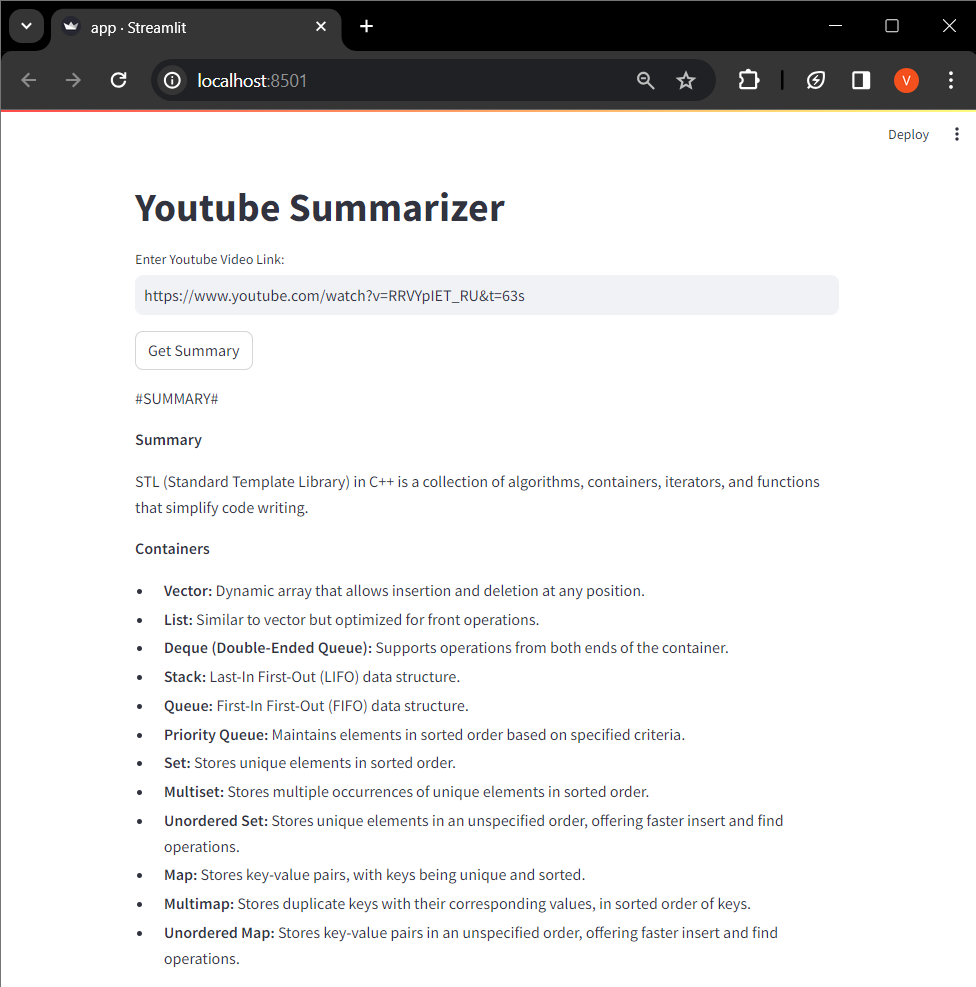 app · Streamlit
localhost:8501
V
Deploy
Youtube Summarizer
Enter Youtube Video Link:
https://www.youtube.com/watch?v=RRVYpIET_RU&t=63s
Get Summary
#SUMMARY#
Summary
STL (Standard Template Library) in C++ is a collection of algorithms, containers, iterators, and functions
that simplify code writing.
Containers
• Vector: Dynamic array that allows insertion and deletion at any position.
• List: Similar to vector but optimized for front operations.
• Deque (Double-Ended Queue): Supports operations from both ends of the container.
• Stack: Last-In First-Out (LIFO) data structure.
• Queue: First-In First-Out (FIFO) data structure.
• Priority Queue: Maintains elements in sorted order based on specified criteria.
• Set: Stores unique elements in sorted order.
• Multiset: Stores multiple occurrences of unique elements in sorted order.
• Unordered Set: Stores unique elements in an unspecified order, offering faster insert and find
operations.
• Map: Stores key-value pairs, with keys being unique and sorted.
• Multimap: Stores duplicate keys with their corresponding values, in sorted order of keys.
• Unordered Map: Stores key-value pairs in an unspecified order, offering faster insert and find
operations.